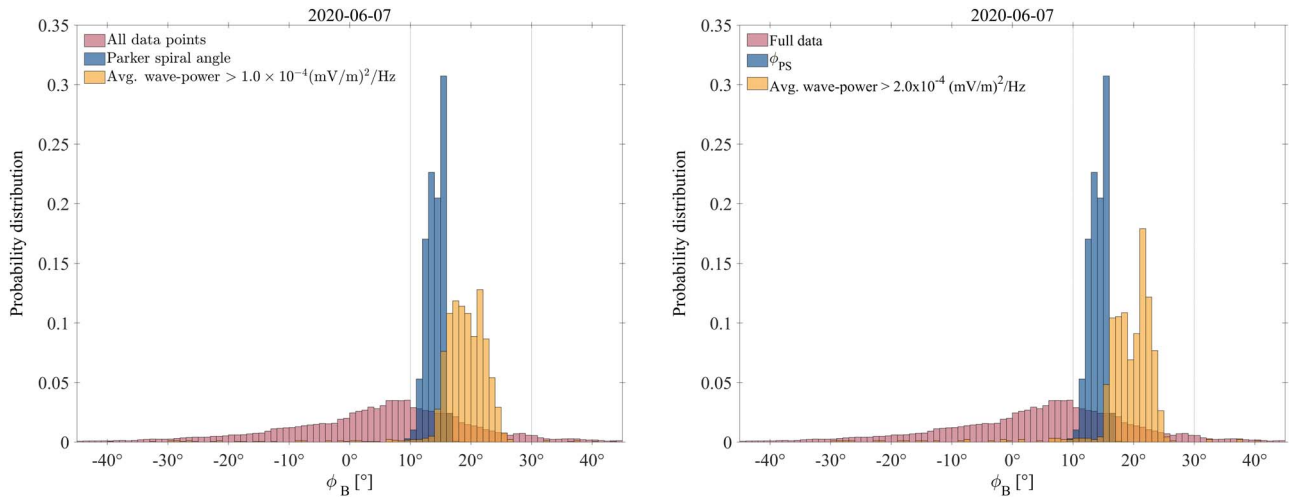 2020-06-07
0.35
0.3
0.25
0.2
0.15
0.1
0.05
0
Probability distribution
All data points
Parker spiral angle
Avg. wave-power > 1.0 × 10⁻⁴(mV/m)²/Hz
-40° -30° -20° -10° 0° 10° 20° 30° 40°
ϕ_B [°]
2020-06-07
0.35
0.3
0.25
0.2
0.15
0.1
0.05
0
Probability distribution
Full data
ϕ_PS
Avg. wave-power > 2.0x10⁻⁴ (mV/m)²/Hz
-40° -30° -20° -10° 0° 10° 20° 30° 40°
ϕ_B [°]